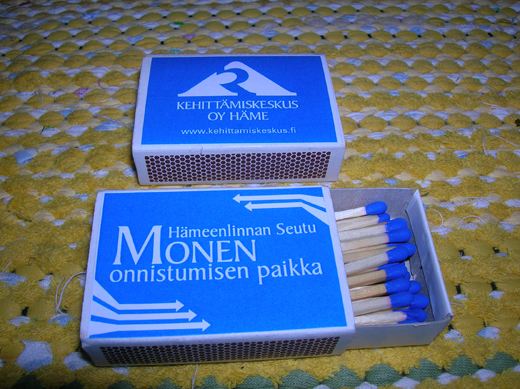 KEHITTÄMISKESKUS
OY HÄME
www.kehittamiskeskus.fi
Hämeenlinnan Seutu
MONEN
onnistumisen paikka